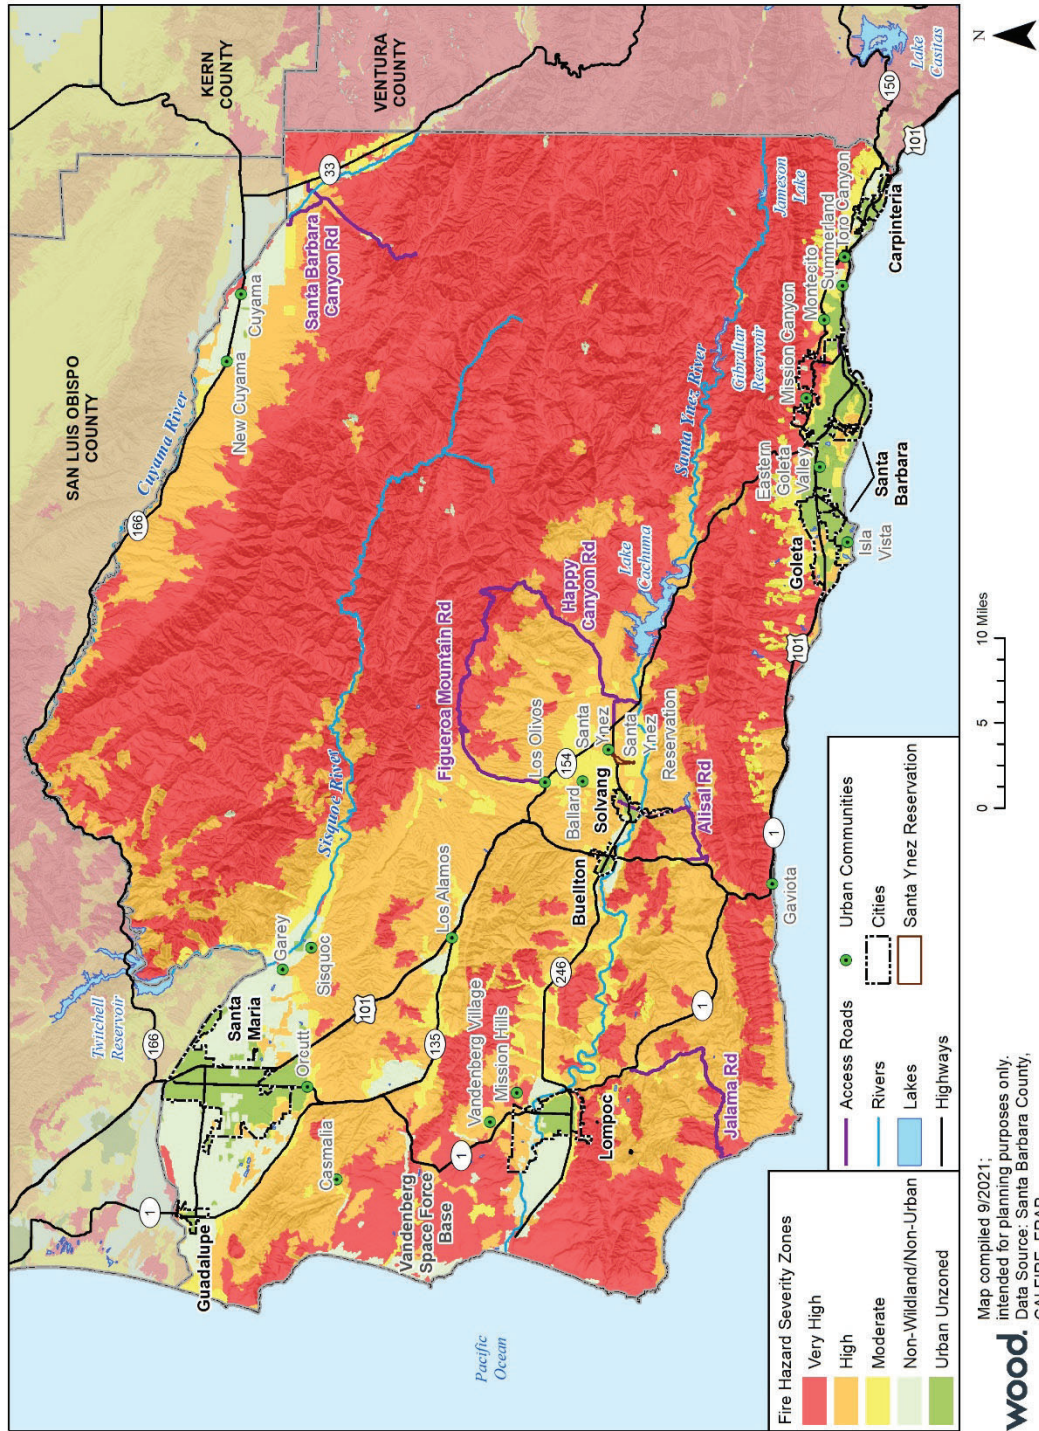 SAN LUIS OBISPO
COUNTY
KERN
COUNTY
VENTURA
COUNTY
Twitchell
Reservoir
166
1
Guadalupe
Santa
Maria
Orcutt
Garey
Sisquoc
Casmalia
101
135
Los Alamos
Sisquoc River
166
Cuyama River
New Cuyama
Cuyama
33
Santa Barbara
Canyon Rd
Vandenberg
Space Force
Base
1
Vandenberg Village
Mission Hills
Lompoc
246
Buellton
Solvang
Ballard
Los Olivos
154
Santa
Ynez
Santa
Ynez
Reservation
Figueroa Mountain Rd
Happy
Canyon Rd
Lake
Cachuma
Santa Ynez River
Gibraltar
Reservoir
Jameson
Lake
Jalama Rd
1
Alisal Rd
Gaviota
1
101
Goleta
Isla
Vista
Eastern
Goleta
Valley
Santa
Barbara
Mission Canyon
Montecito
Summerland
Toro Canyon
Carpinteria
101
150
Lake
Casitas
Pacific
Ocean
N
Fire Hazard Severity Zones
Very High
High
Moderate
Non-Wildland/Non-Urban
Urban Unzoned
Access Roads
Rivers
Lakes
Highways
Urban Communities
Cities
Santa Ynez Reservation
0 5 10 Miles
wood.
Map compiled 9/2021;
intended for planning purposes only.
Data Source: Santa Barbara County,